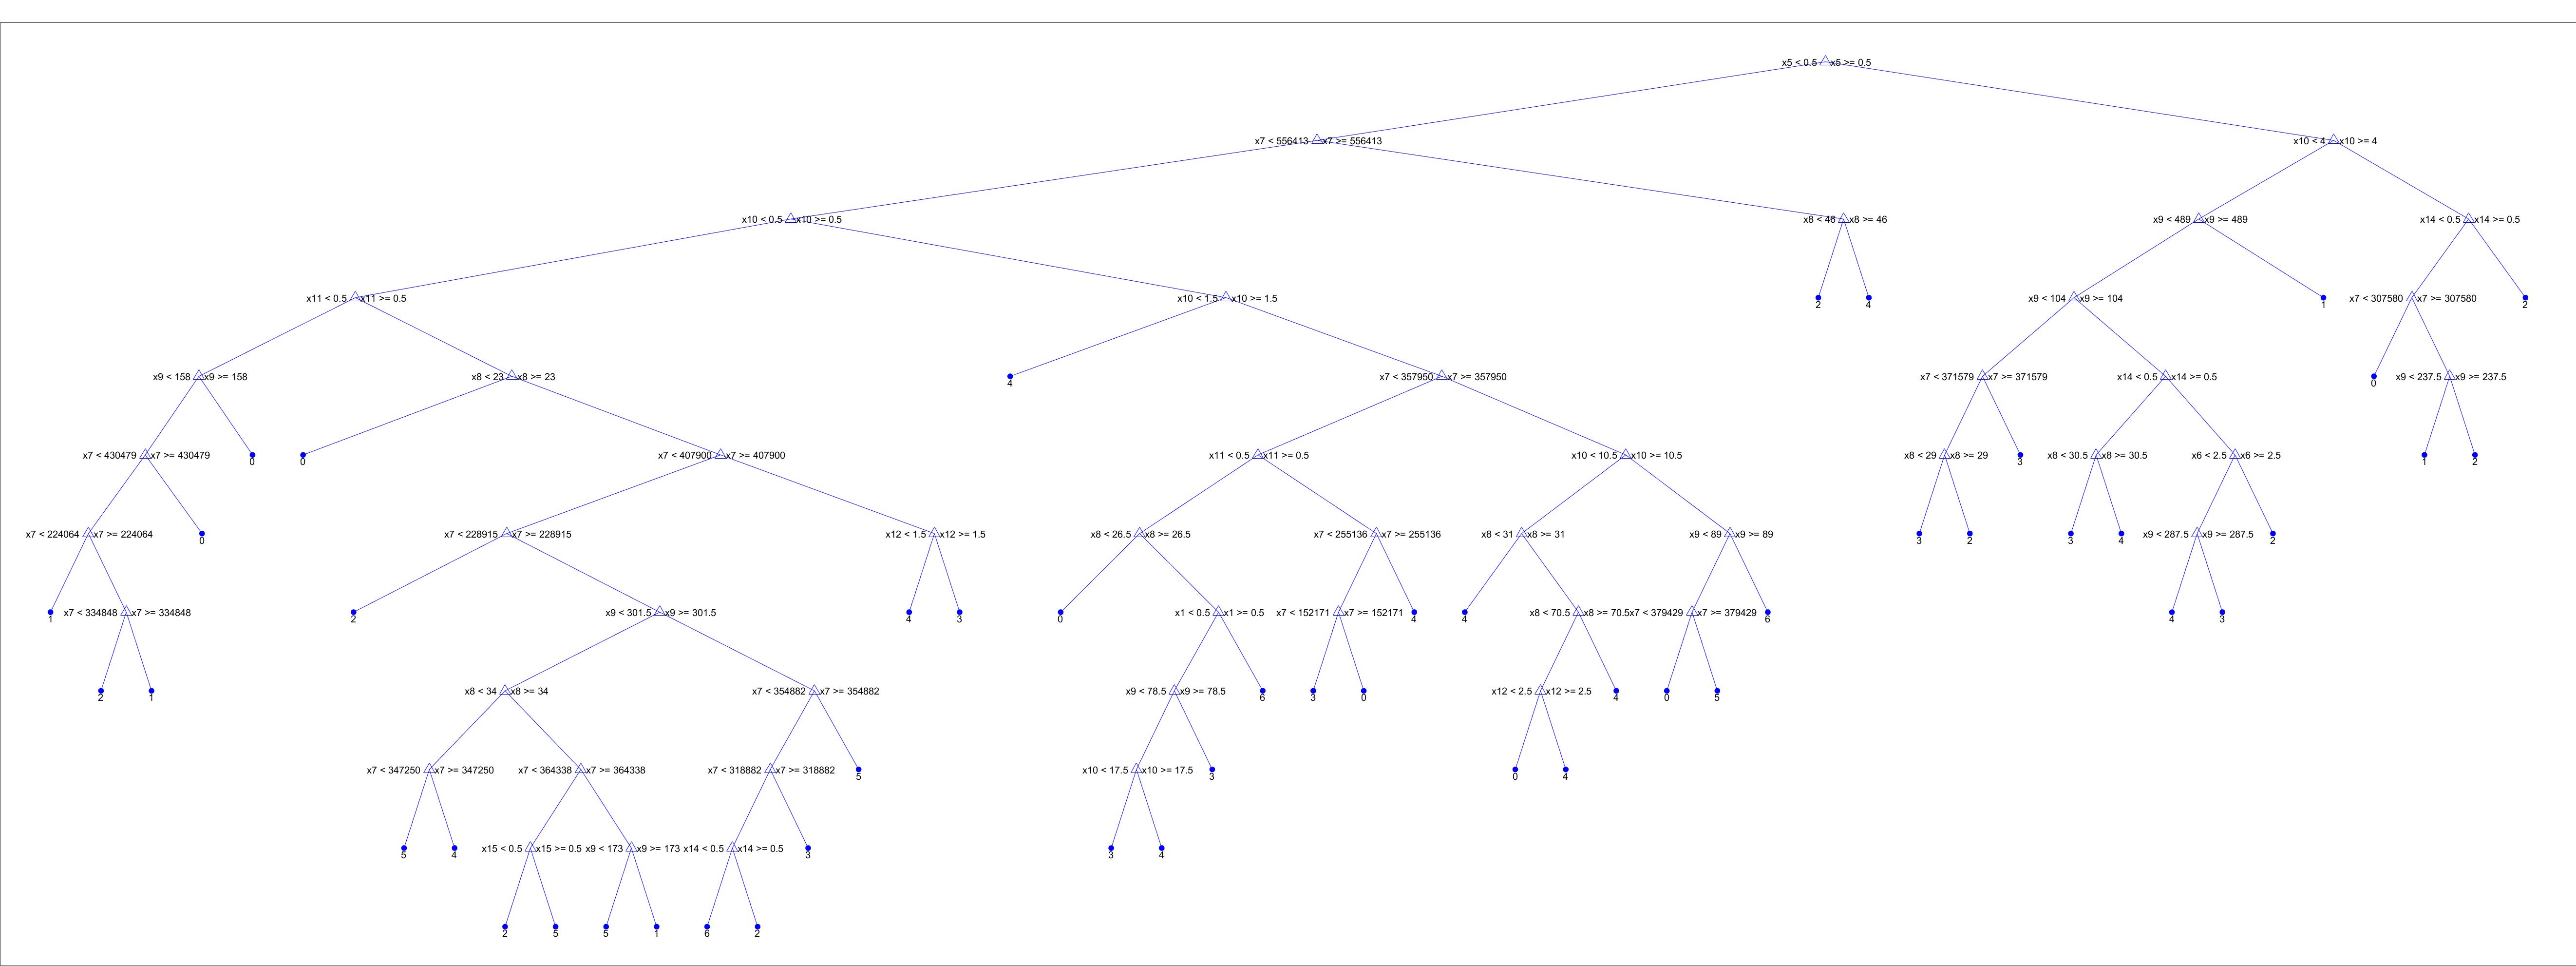 x5 < 0.5 x5 >= 0.5
x7 < 556413 x7 >= 556413 x10 < 4 x10 >= 4
x10 < 0.5 x10 >= 0.5 x8 < 46 x8 >= 46 x9 < 489 x9 >= 489 x14 < 0.5 x14 >= 0.5
x11 < 0.5 x11 >= 0.5 x10 < 1.5 x10 >= 1.5 2 4 x9 < 104 x9 >= 104 1 x7 < 307580 x7 >= 307580 2
x9 < 158 x9 >= 158 x8 < 23 x8 >= 23 4 x7 < 357950 x7 >= 357950 x7 < 371579 x7 >= 371579 x14 < 0.5 x14 >= 0.5 0 x9 < 237.5 x9 >= 237.5
x7 < 430479 x7 >= 430479 0 0 x7 < 407900 x7 >= 407900 x11 < 0.5 x11 >= 0.5 x10 < 10.5 x10 >= 10.5 x8 < 29 x8 >= 29 3 x8 < 30.5 x8 >= 30.5 x6 < 2.5 x6 >= 2.5 1 2
x7 < 224064 x7 >= 224064 0 x7 < 228915 x7 >= 228915 x12 < 1.5 x12 >= 1.5 x8 < 26.5 x8 >= 26.5 x7 < 255136 x7 >= 255136 x8 < 31 x8 >= 31 x9 < 89 x9 >= 89 3 2 3 4 x9 < 287.5 x9 >= 287.5 2
1 x7 < 334848 x7 >= 334848 2 x9 < 301.5 x9 >= 301.5 4 3 0 x1 < 0.5 x1 >= 0.5 x7 < 152171 x7 >= 152171 4 4 x8 < 70.5 x8 >= 70.5 x7 < 379429 x7 >= 379429 6 4 3
2 1 x8 < 34 x8 >= 34 x7 < 354882 x7 >= 354882 x9 < 78.5 x9 >= 78.5 6 3 0 x12 < 2.5 x12 >= 2.5 4 0 5
x7 < 347250 x7 >= 347250 x7 < 364338 x7 >= 364338 x7 < 318882 x7 >= 318882 5 x10 < 17.5 x10 >= 17.5 3 0 4
5 4 x15 < 0.5 x15 >= 0.5 x9 < 173 x9 >= 173 x14 < 0.5 x14 >= 0.5 3 3 4
2 5 5 1 6 2